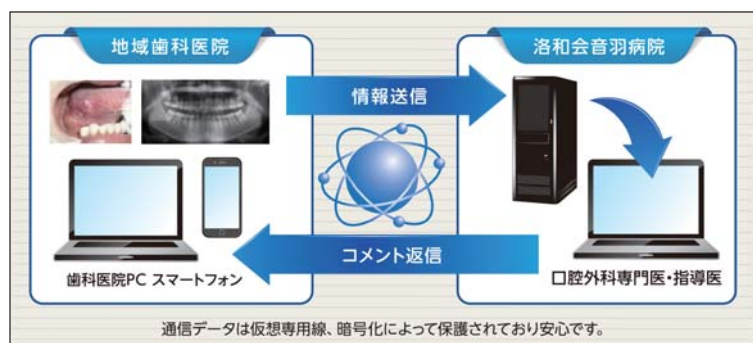 地域歯科医院
洛和会音羽病院
情報送信
コメント返信
歯科医院PC スマートフォン
口腔外科専門医・指導医
通信データは仮想専用線、暗号化によって保護されており安心です。